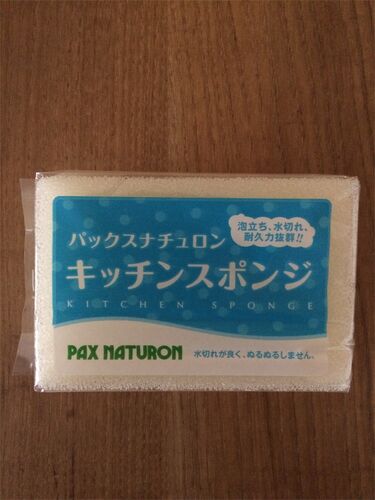 泡立ち、水切れ、
耐久力抜群!!
パックスナチュロン
キッチンスポンジ
KITCHEN SPONGE
PAX NATURON
水切れが良く、ぬるぬるしません。